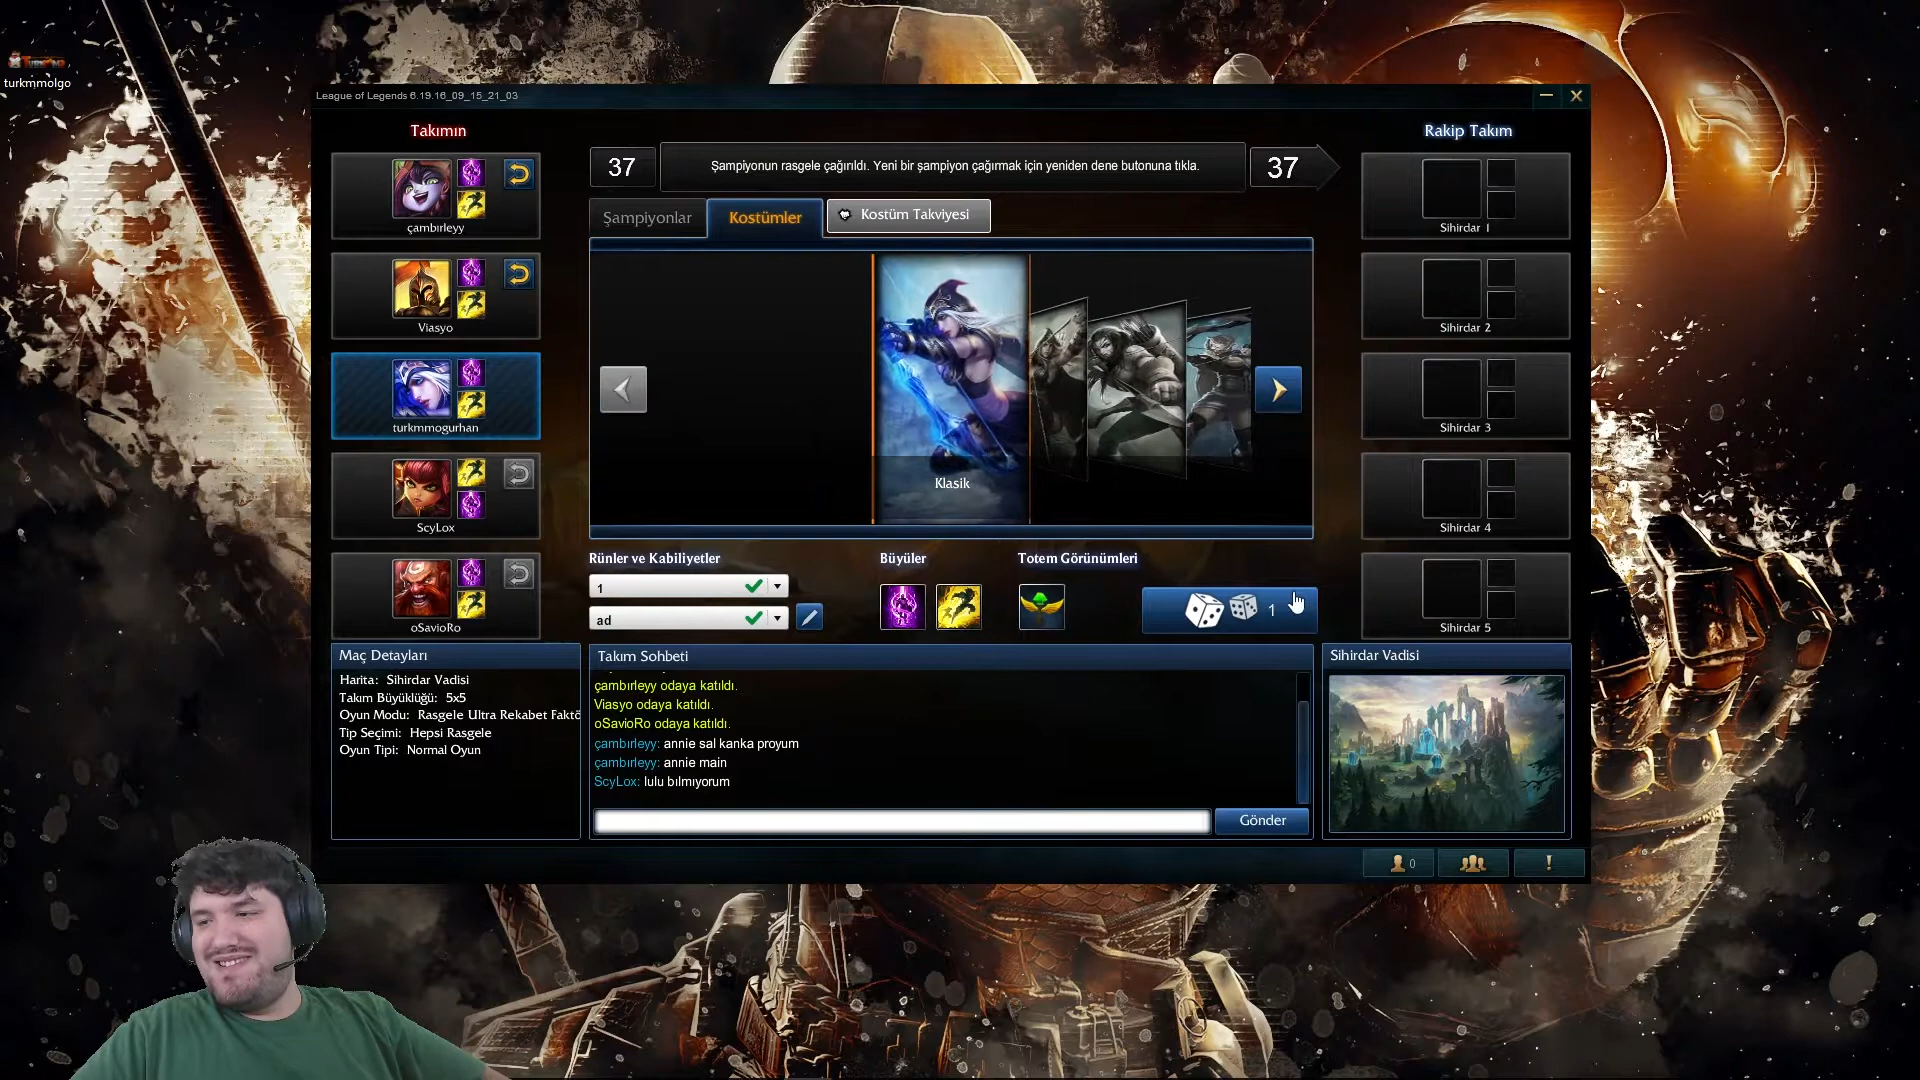 turkmmolgo
League of Legends 6.19.16_09_15_21_03
Takımın
Rakip Takım
37
Şampiyonun rasgele çağırıldı. Yeni bir şampiyon çağırmak için yeniden dene butonuna tıkla.
37
Şampiyonlar
Kostümler
Kostüm Takviyesi
çambırleyy
Viasyo
turkmmogurhan
ScyLox
oSavioRo
Sihirdar 1
Sihirdar 2
Sihirdar 3
Sihirdar 4
Sihirdar 5
Klasik
Rünler ve Kabiliyetler
1
ad
Büyüler
Totem Görünümleri
1
Maç Detayları
Harita: Sihirdar Vadisi
Takım Büyüklüğü: 5x5
Oyun Modu: Rasgele Ultra Rekabet Faktö
Tip Seçimi: Hepsi Rasgele
Oyun Tipi: Normal Oyun
Takım Sohbeti
çambırleyy odaya katıldı.
Viasyo odaya katıldı.
oSavioRo odaya katıldı.
çambırleyy: annie sal kanka proyum
çambırleyy: annie main
ScyLox: lulu bılmıyorum
Gönder
Sihirdar Vadisi
0